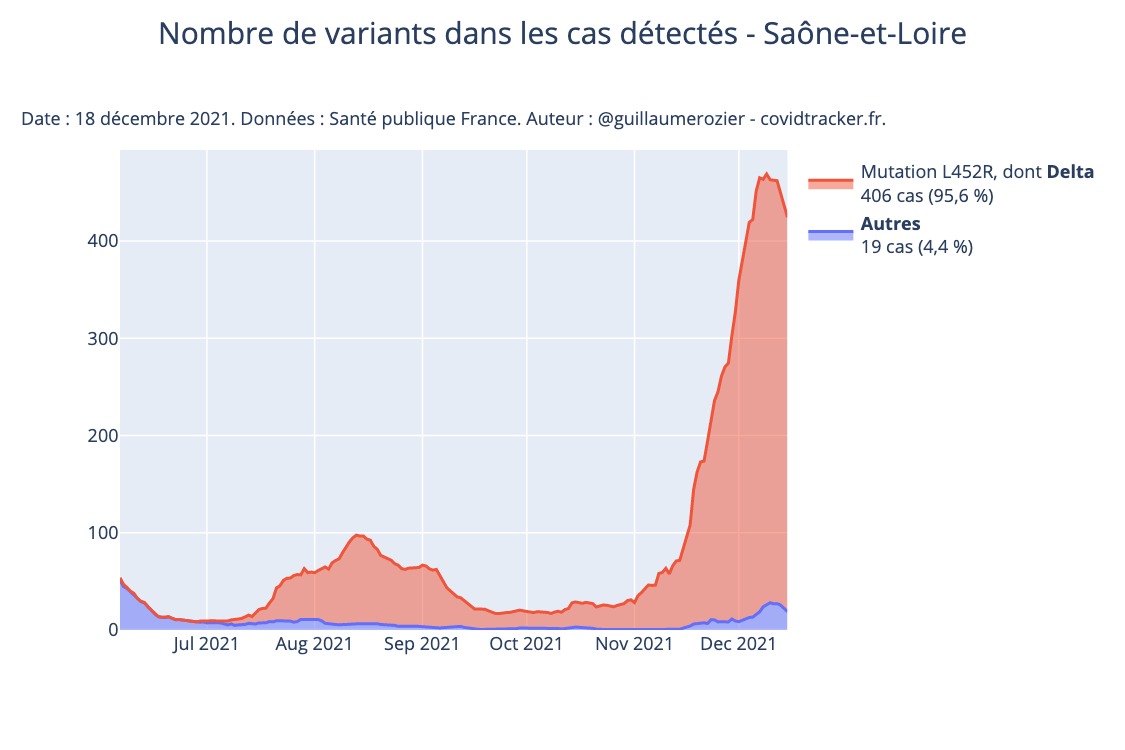 Nombre de variants dans les cas détectés - Saône-et-Loire
Date : 18 décembre 2021. Données : Santé publique France. Auteur : @guillaumerozier - covidtracker.fr.
Mutation L452R, dont Delta
406 cas (95,6 %)
Autres
19 cas (4,4 %)
400
300
200
100
0
Jul 2021 Aug 2021 Sep 2021 Oct 2021 Nov 2021 Dec 2021